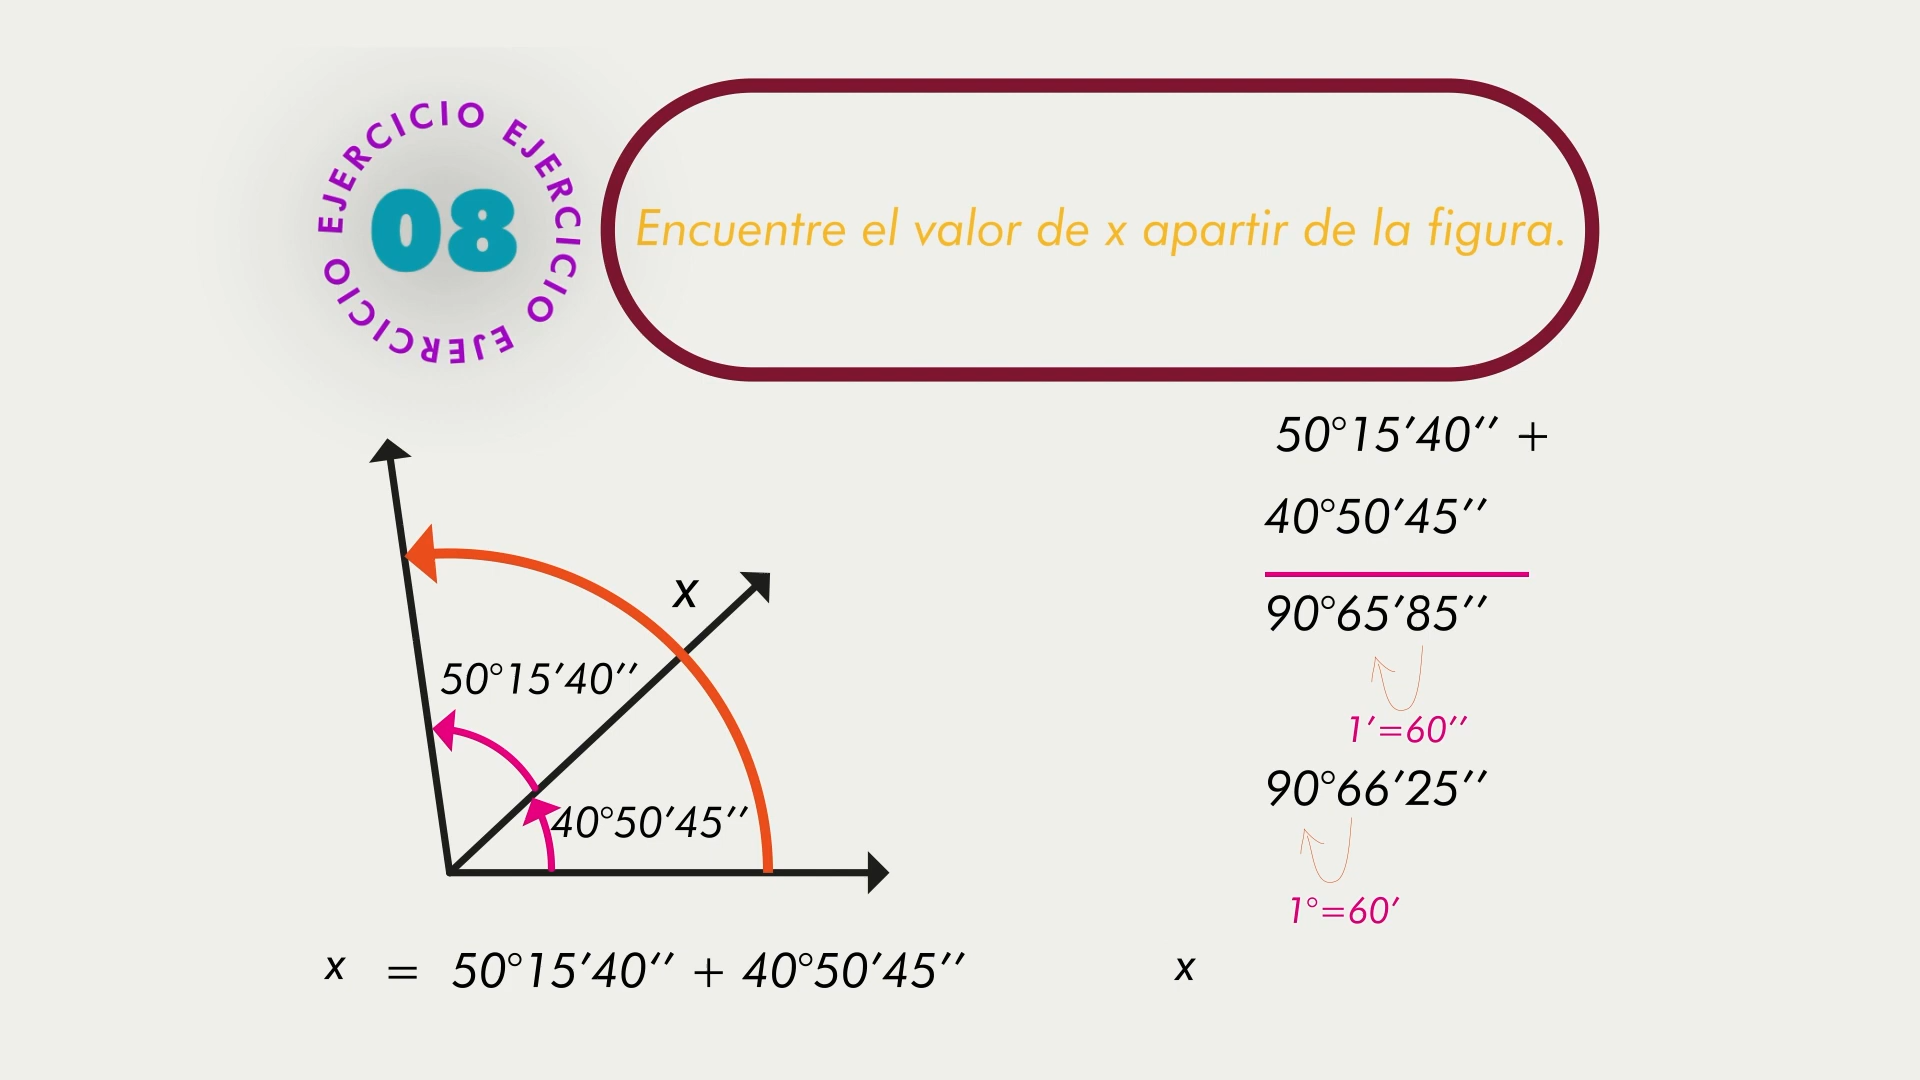 EJERCICIO EJERCICIO EJERCICIO
08
Encuentre el valor de x apartir de la figura.
50°15′40′′ +
40°50′45′′
90°65′85′′
1′=60′′
90°66′25′′
1°=60′
x
50°15′40′′
40°50′45′′
x = 50°15′40′′ + 40°50′45′′
x